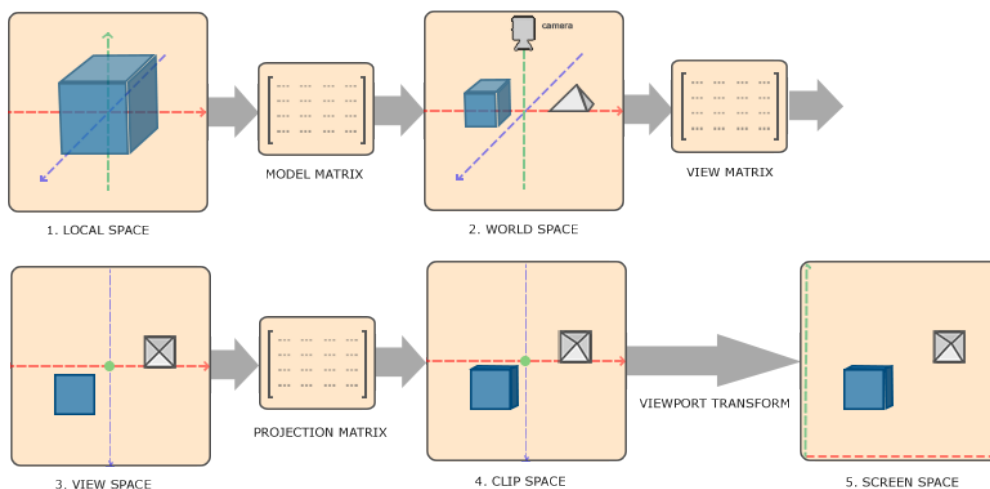 camera
MODEL MATRIX
VIEW MATRIX
1. LOCAL SPACE
2. WORLD SPACE
PROJECTION MATRIX
VIEWPORT TRANSFORM
3. VIEW SPACE
4. CLIP SPACE
5. SCREEN SPACE